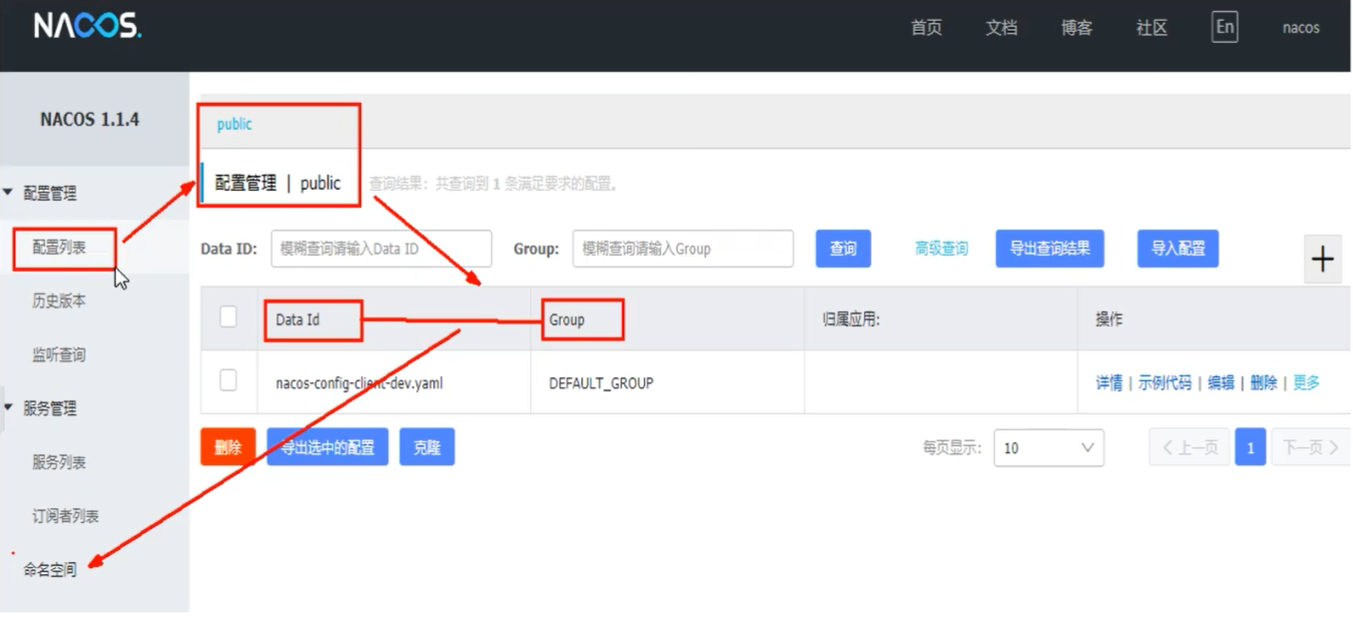 NACOS.
首页 文档 博客 社区 En nacos
NACOS 1.1.4
配置管理
配置列表
历史版本
监听查询
服务管理
服务列表
订阅者列表
命名空间
public
配置管理 | public 查询结果：共查询到 1 条满足要求的配置。
Data ID: 模糊查询请输入Data ID Group: 模糊查询请输入Group 查询 高级查询 导出查询结果 导入配置 +
Data Id Group 归属应用: 操作
nacos-config-client-dev.yaml DEFAULT_GROUP 详情 | 示例代码 | 编辑 | 删除 | 更多
删除 导出选中的配置 克隆 每页显示: 10 < 上一页 1 下一页 >